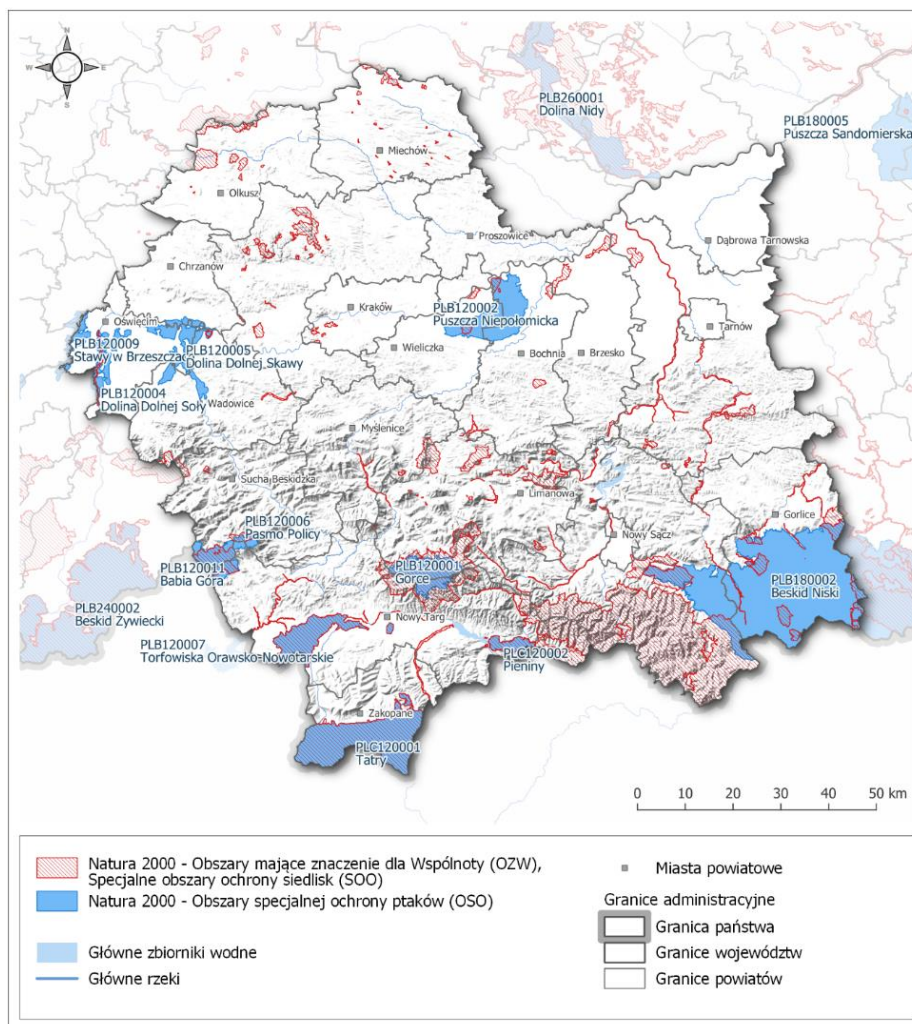 N
W
E
S
PLB260001
Dolina Nidy
PLB180005
Puszcza Sandomierska
Miechów
Olkusz
Proszowice
Dąbrowa Tarnowska
Chrzanów
Kraków
PLB120002
Puszcza Niepołomicka
Oświęcim
Tarnów
PLB120009
Stawy w Brzeszczac
PLB120005
Dolina Dolnej Skawy
Wieliczka
Bochnia
Brzesko
PLB120004
Dolina Dolnej Soły
Wadowice
Myślenice
Sucha Beskidzka
Limanowa
Gorlice
PLB120006
Pasmo Policy
Nowy Sącz
PLB120011
Babia Góra
PLB120001
Gorce
PLB180002
Beskid Niski
PLB240002
Beskid Żywiecki
Nowy Targ
PLB120007
Torfowiska Orawsko-Nowotarskie
PLC120002
Pieniny
Zakopane
PLC120001
Tatry
0 10 20 30 40 50 km
Natura 2000 - Obszary mające znaczenie dla Wspólnoty (OZW),
Specjalne obszary ochrony siedlisk (SOO)
Natura 2000 - Obszary specjalnej ochrony ptaków (OSO)
Główne zbiorniki wodne
Główne rzeki
Miasta powiatowe
Granice administracyjne
Granica państwa
Granice województw
Granice powiatów